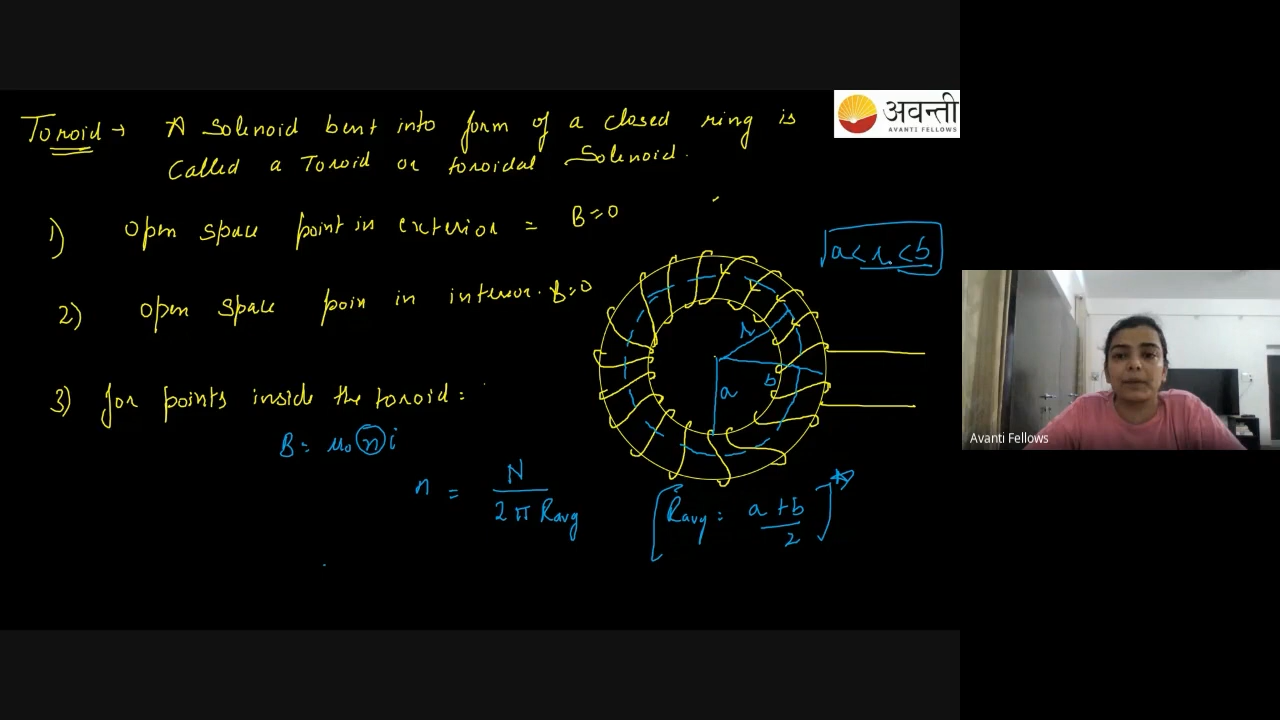 Toroid → A solenoid bent into form of a closed ring is
called a Toroid or toroidal Solenoid.
अवन्ती
AVANTI FELLOWS
1) Open space point in exterior = B=0
2) Open space poin in interior. B=0
a<r<b
r
b
a
3) for points inside the toroid:
B= μ₀ n i
n = N / 2π Ravg
[Ravg = a+b / 2]
Avanti Fellows